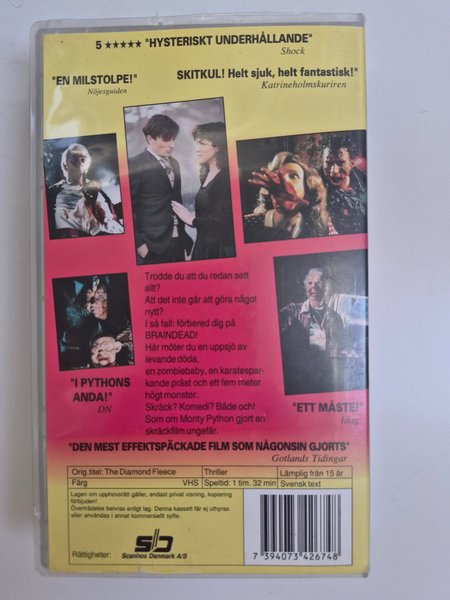 5 ★★★★★ "HYSTERISKT UNDERHÅLLANDE"
Shock
"EN MILSTOLPE!"
Nöjesguiden
SKITKUL! Helt sjuk, helt fantastisk!"
Katrineholmskuriren
Trodde du att du redan sett
allt?
Att det inte går att göra något
nytt?
I så fall: förbered dig på
BRAINDEAD!
Här möter du en uppsjö av
levande döda,
en zombiebaby, en karatespar-
kande präst och ett fem meter
högt monster.
Skräck? Komedi? Både och!
Som om Monty Python gjort en
skräckfilm ungefär.
"I PYTHONS
ANDA!"
DN
"ETT MÅSTE!"
Idag
"DEN MEST EFFEKTSPÄCKADE FILM SOM NÅGONSIN GJORTS"
Gotlands Tidingar
Orig.titel: The Diamond Fleece
Thriller
Lämplig från 15 år
Färg
VHS
Speltid: 1 tim. 32 min
Svensk text
Lagen om upphovsrätt gäller, endast privat visning, kopiering
förbjuden!
Överträdelse beivras enligt lag. Denna kassett får ej uthyras
eller användas i annat kommersiellt syfte.
Rättigheter:
Scanbox Danmark A/S
7 394073 426748